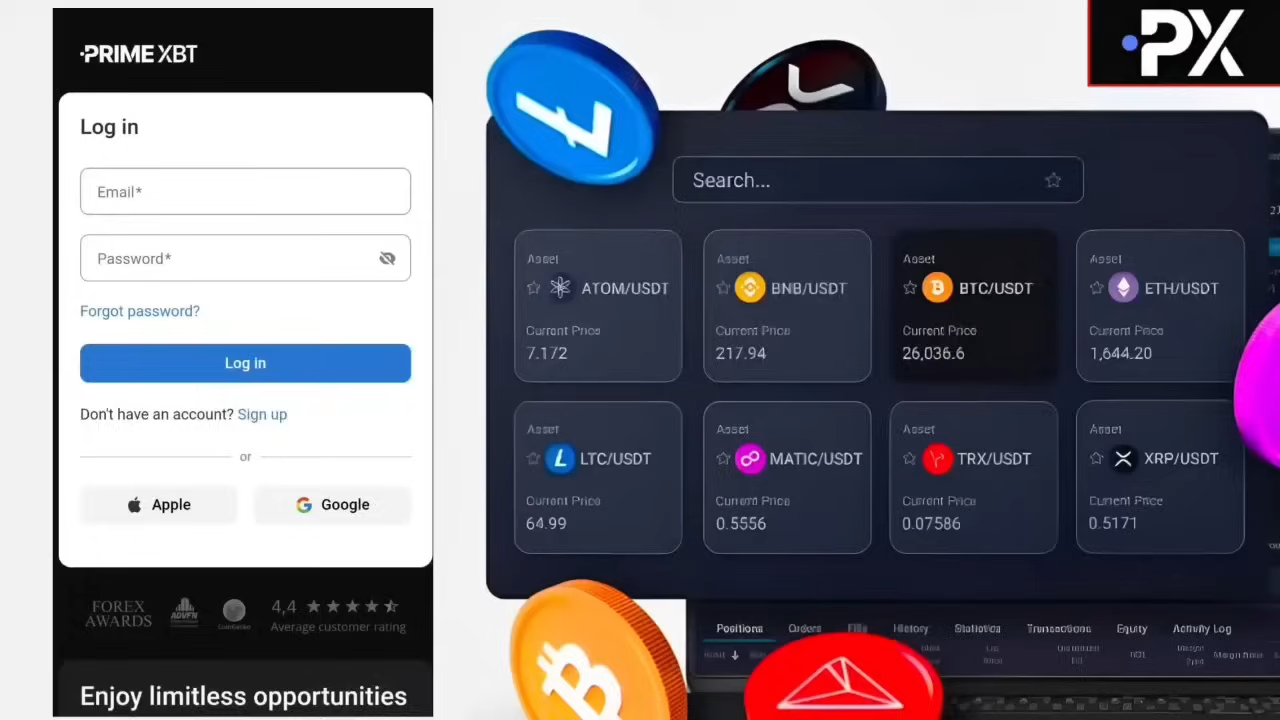 PRIME XBT
Log in
Email*
Password*
Forgot password?
Log in
Don't have an account? Sign up
or
Apple
Google
FOREX
AWARDS
ADVFN
CoinGecko
4,4
Average customer rating
Enjoy limitless opportunities
PX
Search...
Asset
ATOM/USDT
Current Price
7.172
Asset
BNB/USDT
Current Price
217.94
Asset
BTC/USDT
Current Price
26,036.6
Asset
ETH/USDT
Current Price
1,644.20
Asset
LTC/USDT
Current Price
64.99
Asset
MATIC/USDT
Current Price
0.5556
Asset
TRX/USDT
Current Price
0.07586
Asset
XRP/USDT
Current Price
0.5171
Positions Orders Fills History Statistics Transactions Equity Activity Log